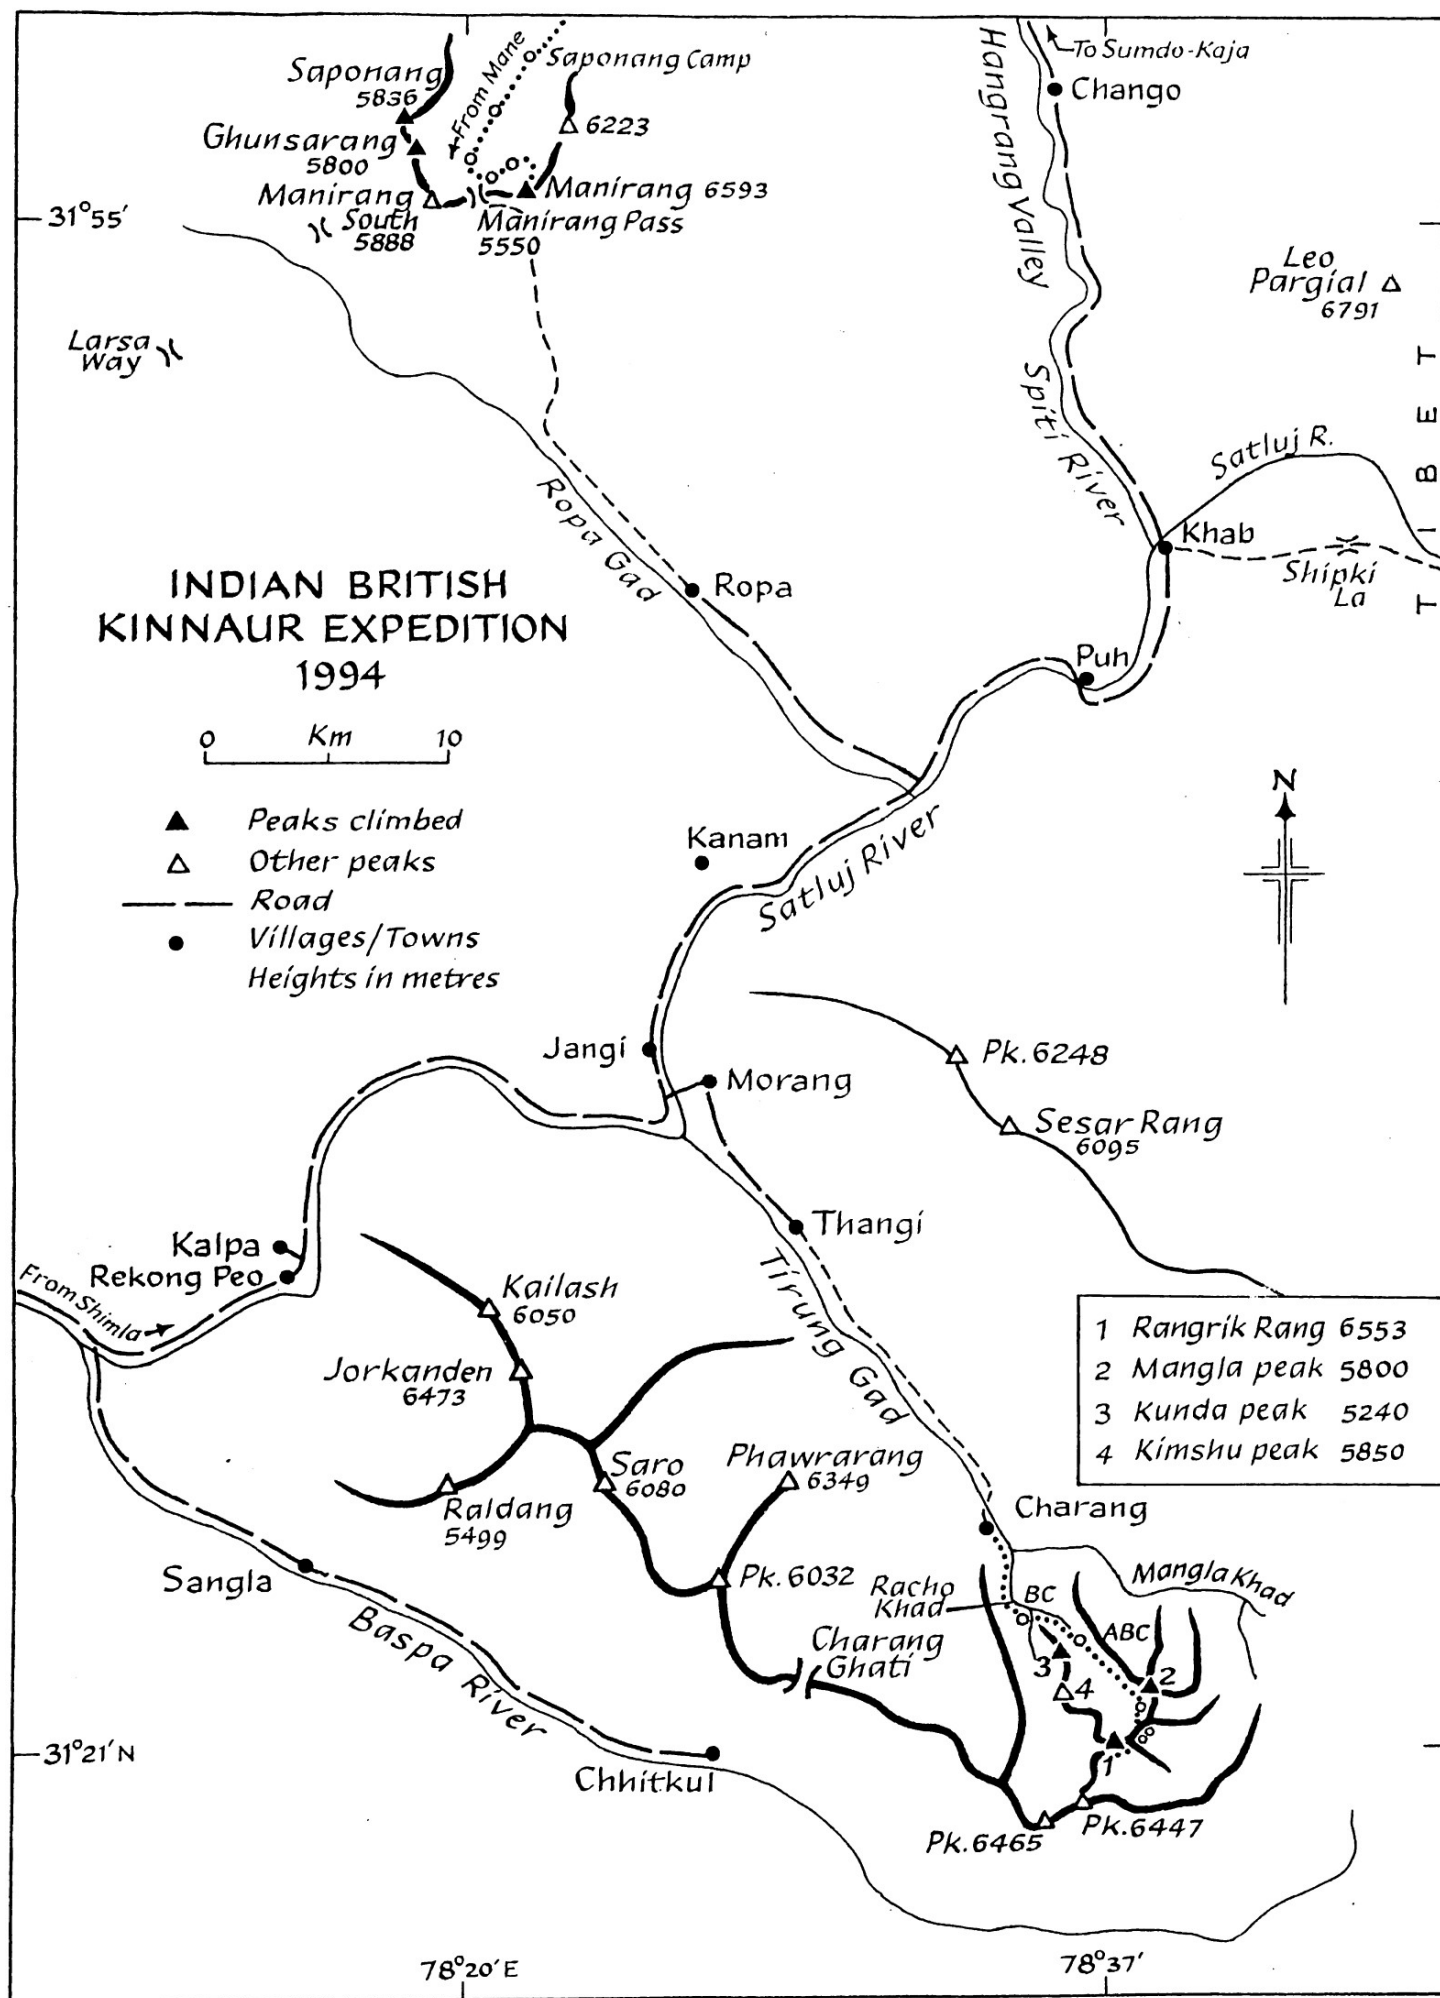 To Sumdo-Kaja
Chango
Hangrang Valley
Saponang
5836
From Mane
Saponang Camp
Ghunsarang
5800
6223
Manirang
South
5888
Manirang 6593
Manirang Pass
5550
31°55'
Leo
Pargial
6791
Larsa
Way
TIBET
Spiti River
Satluj R.
Khab
Shipki
La
Ropa Gad
Ropa
INDIAN BRITISH
KINNAUR EXPEDITION
1994
0 Km 10
Puh
N
Peaks climbed
Other peaks
Road
Villages/Towns
Heights in metres
Kanam
Satluj River
Jangi
Morang
Pk.6248
Sesar Rang
6095
Thangi
Kalpa
Rekong Peo
From Shimla
Tirung Gad
Kailash
6050
Jorkanden
6473
1 Rangrik Rang 6553
2 Mangla peak 5800
3 Kunda peak 5240
4 Kimshu peak 5850
Saro
6080
Phawrarang
6349
Raldang
5499
Charang
Sangla
Pk.6032
Racho
Khad
BC
Mangla Khad
ABC
Baspa River
Charang
Ghati
3
4
2
1
31°21'N
Chhitkul
Pk.6465
Pk.6447
78°20'E
78°37'